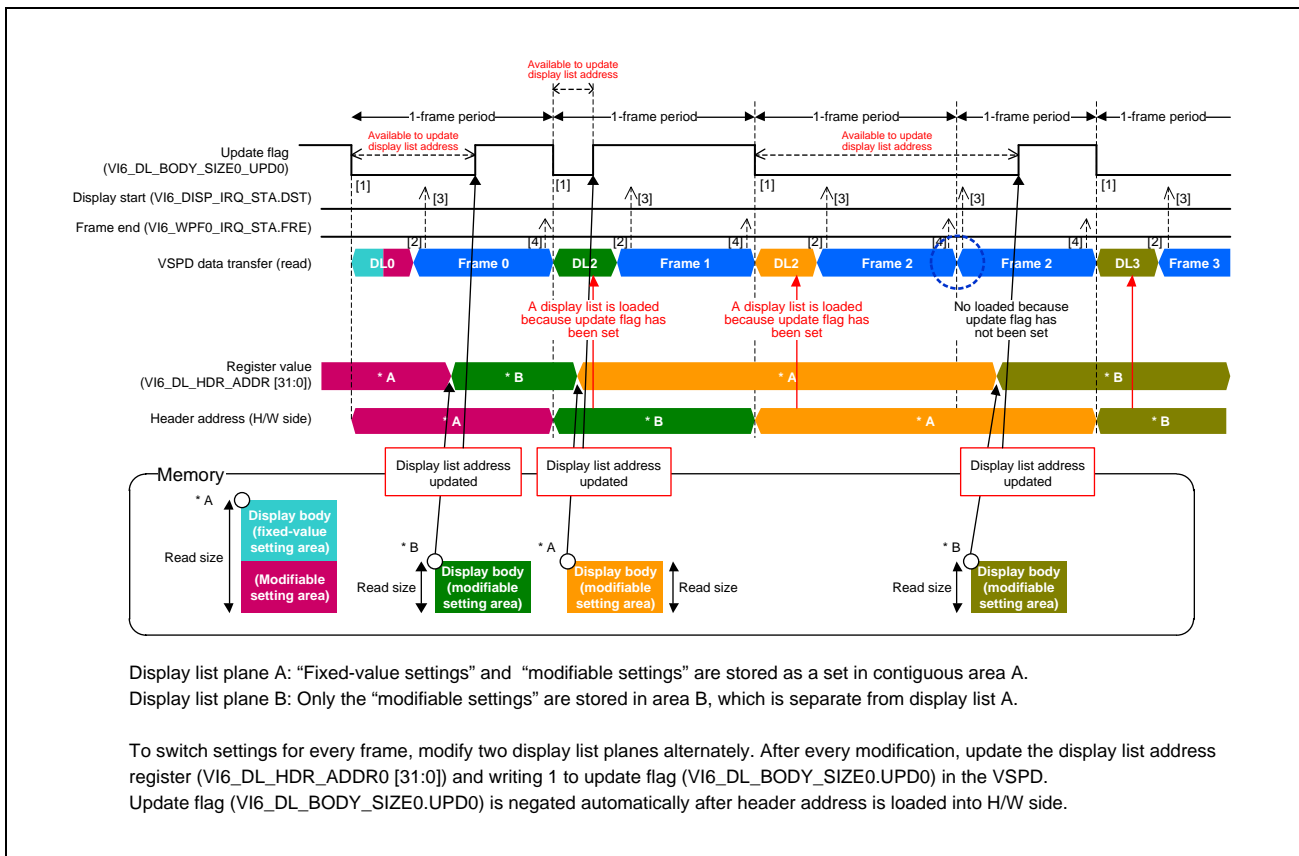 Available to update
display list address
1-frame period
1-frame period
1-frame period
1-frame period
1-frame period
Available to update
display list address
Available to update
display list address
Update flag
(VI6_DL_BODY_SIZE0_UPD0)
[1]
[1]
[1]
[1]
Display start (VI6_DISP_IRQ_STA.DST)
[3]
[3]
[3]
[3]
[3]
Frame end (VI6_WPF0_IRQ_STA.FRE)
[2]
[4]
[2]
[4]
[2]
[4]
[4]
[2]
VSPD data transfer (read)
DL0
Frame 0
DL2
Frame 1
DL2
Frame 2
Frame 2
DL3
Frame 3
A display list is loaded
because update flag has
been set
A display list is loaded
because update flag has
been set
No loaded because
update flag has
not been set
Register value
(VI6_DL_HDR_ADDR [31:0])
* A
* B
* A
* B
Header address (H/W side)
* A
* B
* A
* B
Display list address
updated
Display list address
updated
Display list address
updated
Memory
* A
Read size
Display body
(fixed-value
setting area)
(Modifiable
setting area)
* B
Read size
Display body
(modifiable
setting area)
* A
Display body
(modifiable
setting area)
Read size
* B
Read size
Display body
(modifiable
setting area)
Display list plane A: “Fixed-value settings” and “modifiable settings” are stored as a set in contiguous area A.
Display list plane B: Only the “modifiable settings” are stored in area B, which is separate from display list A.
To switch settings for every frame, modify two display list planes alternately. After every modification, update the display list address
register (VI6_DL_HDR_ADDR0 [31:0]) and writing 1 to update flag (VI6_DL_BODY_SIZE0.UPD0) in the VSPD.
Update flag (VI6_DL_BODY_SIZE0.UPD0) is negated automatically after header address is loaded into H/W side.